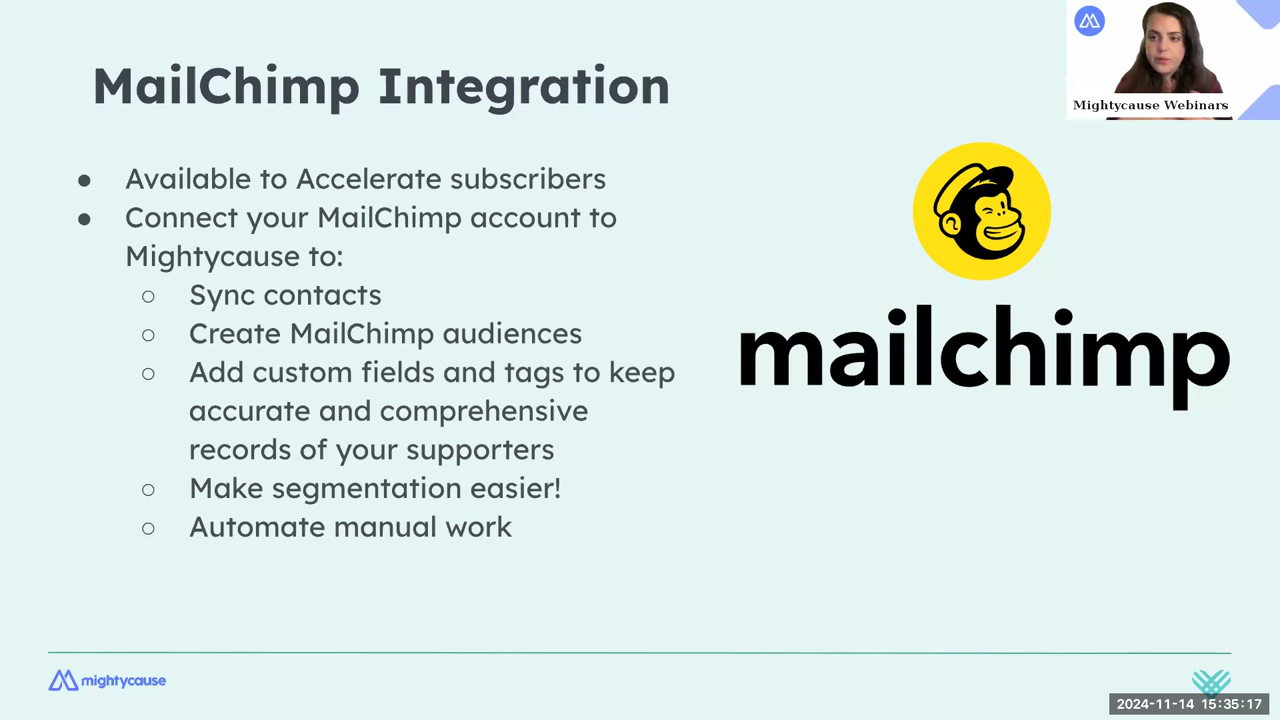 MailChimp Integration
● Available to Accelerate subscribers
● Connect your MailChimp account to
Mightycause to:
○ Sync contacts
○ Create MailChimp audiences
○ Add custom fields and tags to keep
accurate and comprehensive
records of your supporters
○ Make segmentation easier!
○ Automate manual work
Mightycause Webinars
mailchimp
mightycause
2024-11-14 15:35:17